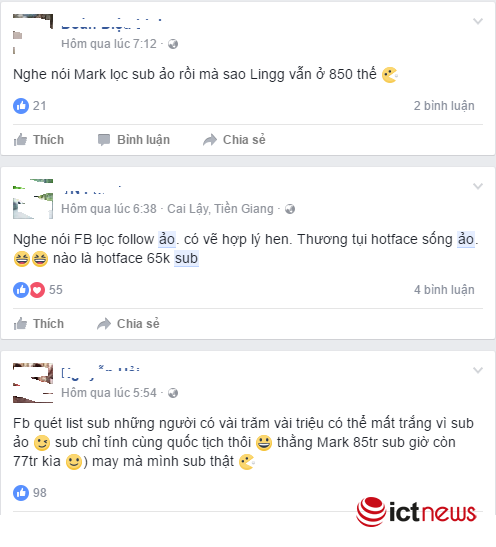 Hôm qua lúc 7:12
Nghe nói Mark lọc sub ảo rồi mà sao Lingg vẫn ở 850 thế
21
2 bình luận
Thích Bình luận Chia sẻ
Hôm qua lúc 6:38 · Cai Lậy, Tiền Giang ·
Nghe nói FB lọc follow ảo. có vẽ hợp lý hen. Thương tụi hotface sống ảo.
nào là hotface 65k sub
55
4 bình luận
Thích Chia sẻ
Hôm qua lúc 5:54 ·
Fb quét list sub những người có vài trăm vài triệu có thể mất trắng vì sub
ảo sub chỉ tính cùng quốc tịch thôi thằng Mark 85tr sub giờ còn
77tr kìa ) may mà mình sub thật
98
ictnews